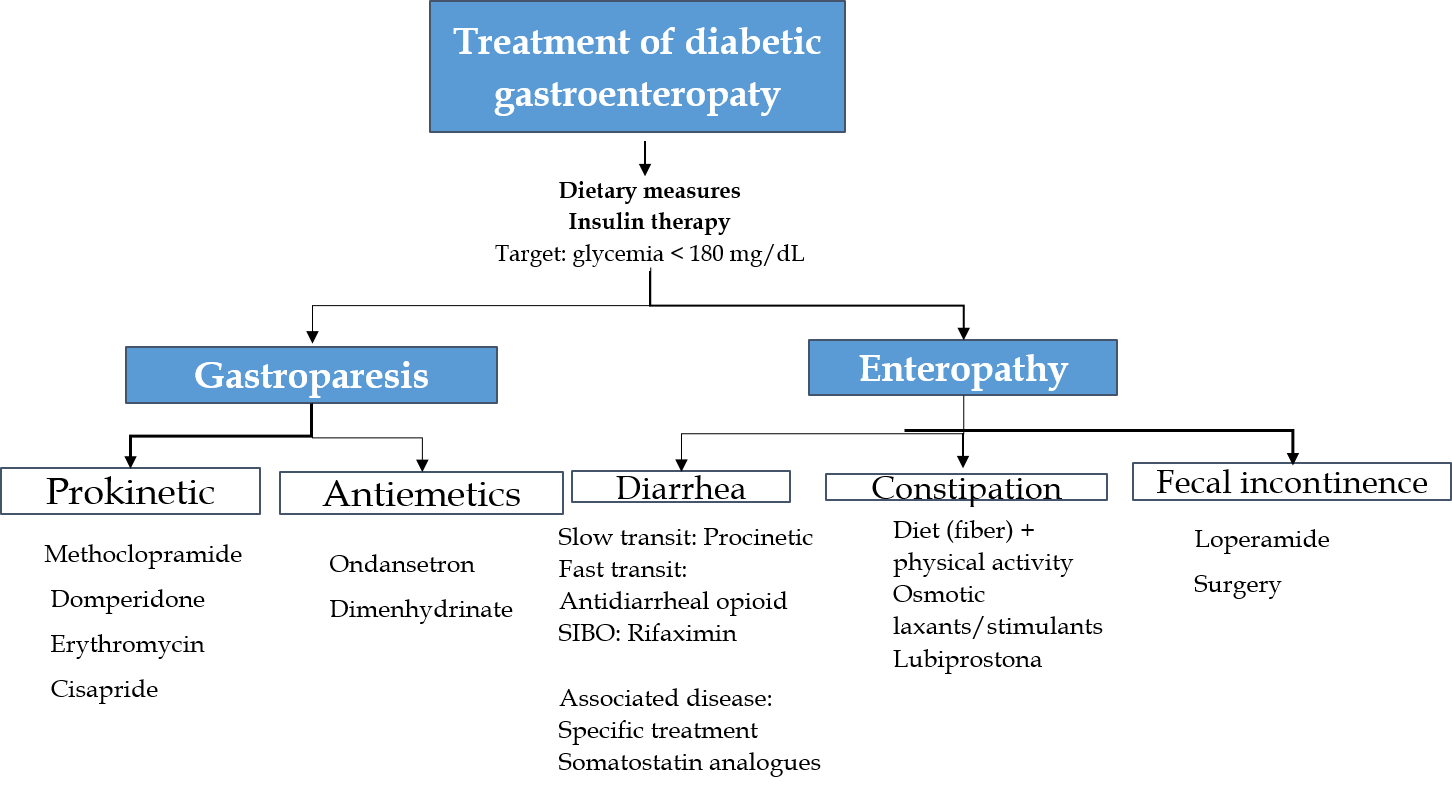 Treatment of diabetic
gastroenteropaty
Dietary measures
Insulin therapy
Target: glycemia < 180 mg/dL
Gastroparesis
Enteropathy
Prokinetic
Methoclopramide
Domperidone
Erythromycin
Cisapride
Antiemetics
Ondansetron
Dimenhydrinate
Diarrhea
Slow transit: Procinetic
Fast transit:
Antidiarrheal opioid
SIBO: Rifaximin
Associated disease:
Specific treatment
Somatostatin analogues
Constipation
Diet (fiber) +
physical activity
Osmotic
laxants/stimulants
Lubiprostona
Fecal incontinence
Loperamide
Surgery